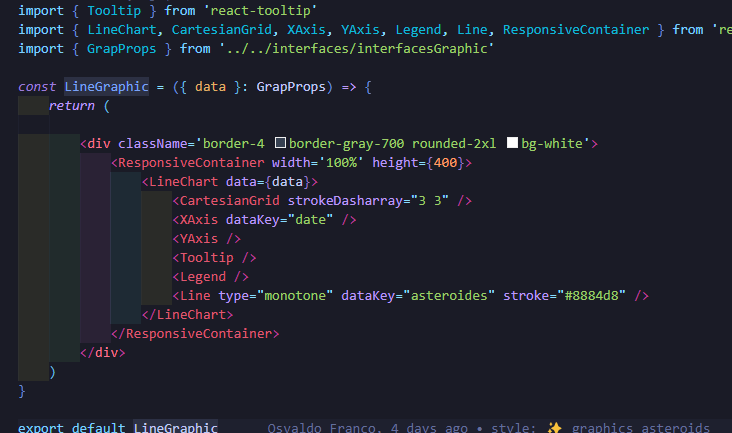 import { Tooltip } from 'react-tooltip'
import { LineChart, CartesianGrid, XAxis, YAxis, Legend, Line, ResponsiveContainer } from 're
import { GrapProps } from '../../interfaces/interfacesGraphic'
const LineGraphic = ({ data }: GrapProps) => {
return (
<div className='border-4 border-gray-700 rounded-2xl bg-white'>
<ResponsiveContainer width='100%' height={400}>
<LineChart data={data}>
<CartesianGrid strokeDasharray="3 3" />
<XAxis dataKey="date" />
<YAxis />
<Tooltip />
<Legend />
<Line type="monotone" dataKey="asteroides" stroke="#8884d8" />
</LineChart>
</ResponsiveContainer>
</div>
)
}
export default LineGraphic Osvaldo Franco, 4 days ago • style: ✨ graphics asteroids